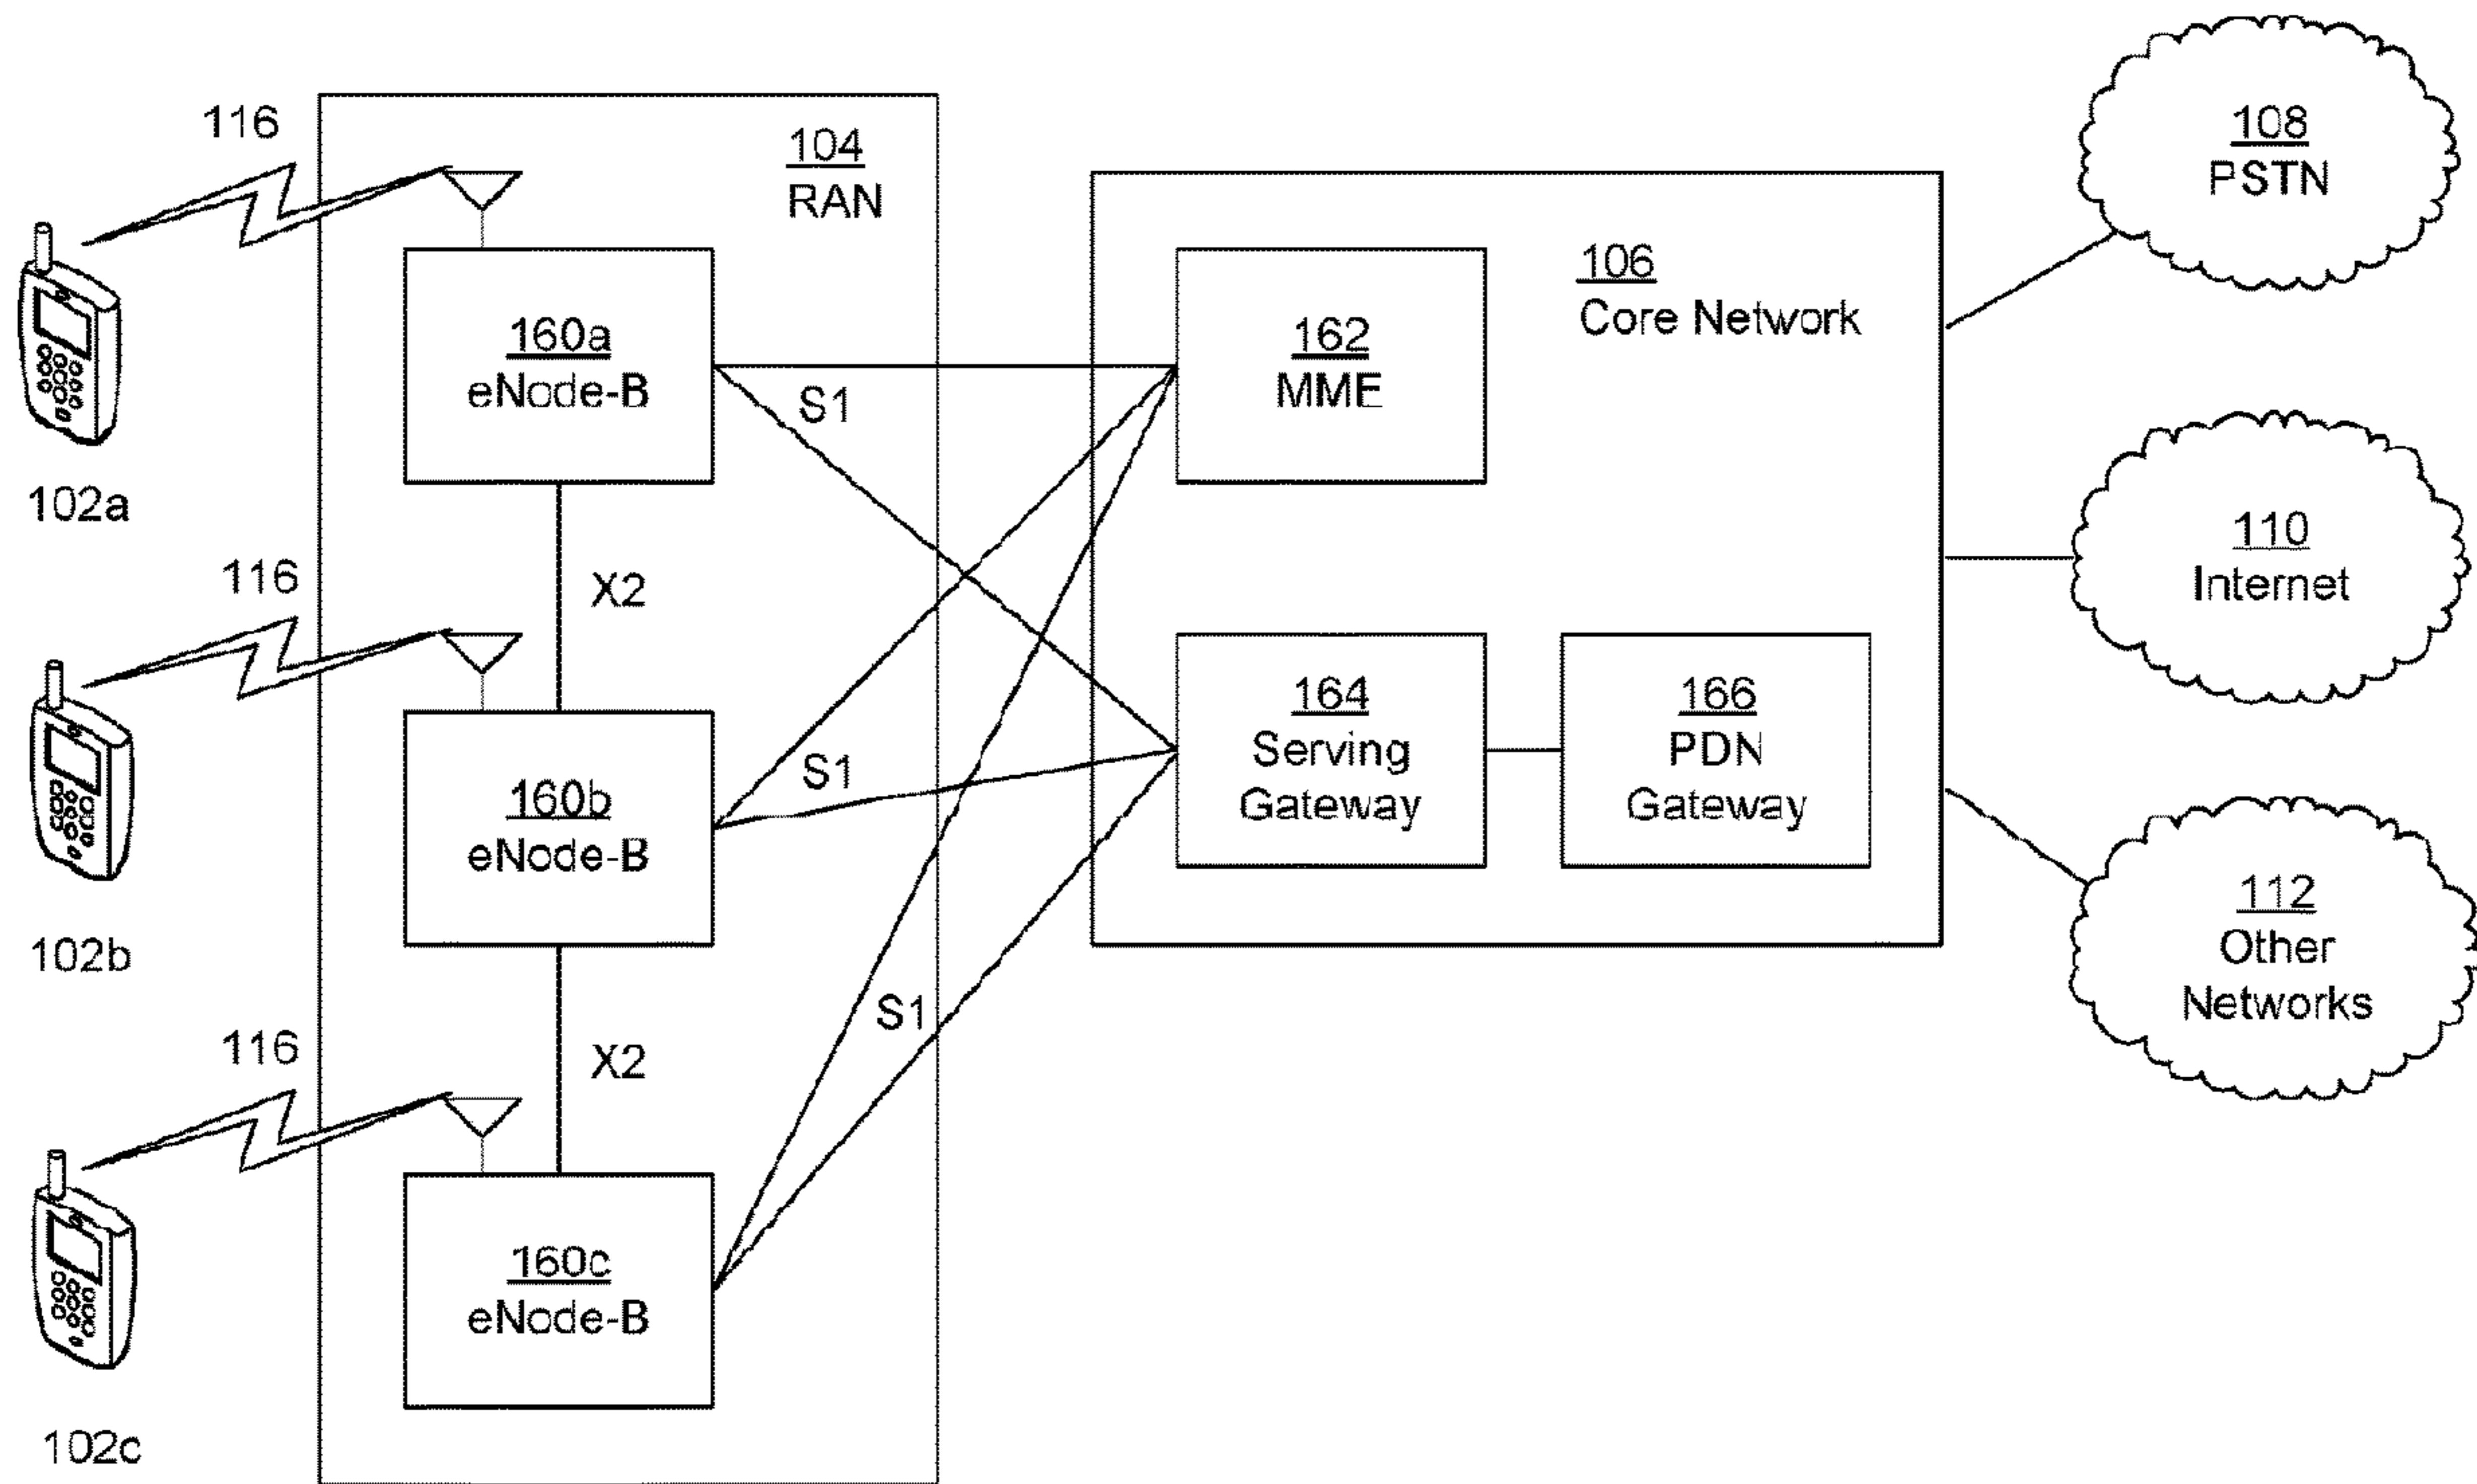 116
104
RAN
160a
eNode-B
102a
S1
X2
116
160b
eNode-B
102b
S1
X2
116
160c
eNode-B
102c
S1
106
Core Network
162
MME
164
Serving
Gateway
166
PDN
Gateway
108
PSTN
110
Internet
112
Other
Networks